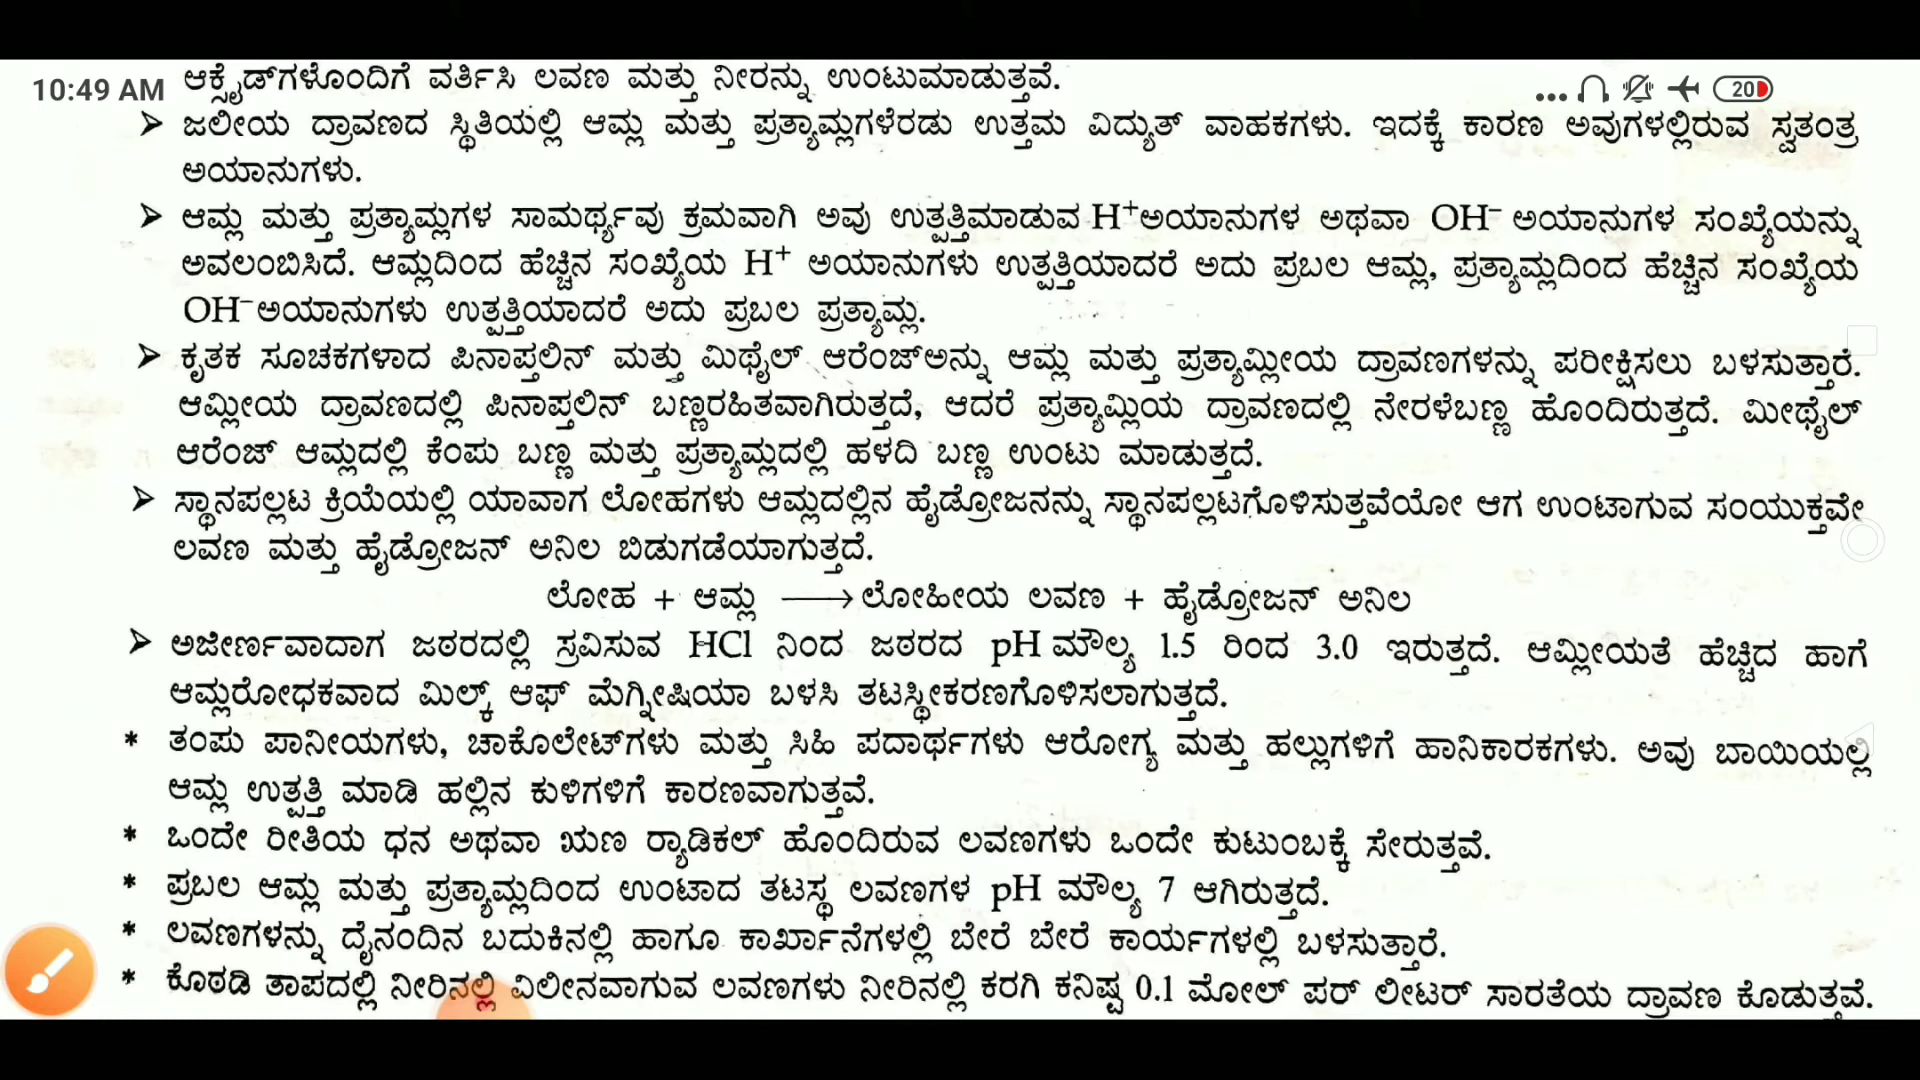 ಆಕ್ಸೈಡ್‌ಗಳೊಂದಿಗೆ ವರ್ತಿಸಿ ಲವಣ ಮತ್ತು ನೀರನ್ನು ಉಂಟುಮಾಡುತ್ತವೆ.
10:49 AM
... 20
➤ ಜಲೀಯ ದ್ರಾವಣದ ಸ್ಥಿತಿಯಲ್ಲಿ ಆಮ್ಲ ಮತ್ತು ಪ್ರತ್ಯಾಮ್ಲಗಳೆರಡು ಉತ್ತಮ ವಿದ್ಯುತ್ ವಾಹಕಗಳು. ಇದಕ್ಕೆ ಕಾರಣ ಅವುಗಳಲ್ಲಿರುವ ಸ್ವತಂತ್ರ
ಅಯಾನುಗಳು.
➤ ಆಮ್ಲ ಮತ್ತು ಪ್ರತ್ಯಾಮ್ಲಗಳ ಸಾಮರ್ಥ್ಯವು ಕ್ರಮವಾಗಿ ಅವು ಉತ್ಪತ್ತಿಮಾಡುವ H⁺ಅಯಾನುಗಳ ಅಥವಾ OH⁻ ಅಯಾನುಗಳ ಸಂಖ್ಯೆಯನ್ನು
ಅವಲಂಬಿಸಿದೆ. ಆಮ್ಲದಿಂದ ಹೆಚ್ಚಿನ ಸಂಖ್ಯೆಯ H⁺ ಅಯಾನುಗಳು ಉತ್ಪತ್ತಿಯಾದರೆ ಅದು ಪ್ರಬಲ ಆಮ್ಲ, ಪ್ರತ್ಯಾಮ್ಲದಿಂದ ಹೆಚ್ಚಿನ ಸಂಖ್ಯೆಯ
OH⁻ಅಯಾನುಗಳು ಉತ್ಪತ್ತಿಯಾದರೆ ಅದು ಪ್ರಬಲ ಪ್ರತ್ಯಾಮ್ಲ.
➤ ಕೃತಕ ಸೂಚಕಗಳಾದ ಪಿನಾಪ್ತಲಿನ್ ಮತ್ತು ಮಿಥೈಲ್ ಆರೆಂಜ್‌ಅನ್ನು ಆಮ್ಲ ಮತ್ತು ಪ್ರತ್ಯಾಮ್ಲೀಯ ದ್ರಾವಣಗಳನ್ನು ಪರೀಕ್ಷಿಸಲು ಬಳಸುತ್ತಾರೆ.
ಆಮ್ಲೀಯ ದ್ರಾವಣದಲ್ಲಿ ಪಿನಾಪ್ತಲಿನ್ ಬಣ್ಣರಹಿತವಾಗಿರುತ್ತದೆ, ಆದರೆ ಪ್ರತ್ಯಾಮ್ಲಿಯ ದ್ರಾವಣದಲ್ಲಿ ನೇರಳೆಬಣ್ಣ ಹೊಂದಿರುತ್ತದೆ. ಮೀಥೈಲ್
ಆರೆಂಜ್ ಆಮ್ಲದಲ್ಲಿ ಕೆಂಪು ಬಣ್ಣ ಮತ್ತು ಪ್ರತ್ಯಾಮ್ಲದಲ್ಲಿ ಹಳದಿ ಬಣ್ಣ ಉಂಟು ಮಾಡುತ್ತದೆ.
➤ ಸ್ಥಾನಪಲ್ಲಟ ಕ್ರಿಯೆಯಲ್ಲಿ ಯಾವಾಗ ಲೋಹಗಳು ಆಮ್ಲದಲ್ಲಿನ ಹೈಡ್ರೋಜನನ್ನು ಸ್ಥಾನಪಲ್ಲಟಗೊಳಿಸುತ್ತವೆಯೋ ಆಗ ಉಂಟಾಗುವ ಸಂಯುಕ್ತವೇ
ಲವಣ ಮತ್ತು ಹೈಡ್ರೋಜನ್ ಅನಿಲ ಬಿಡುಗಡೆಯಾಗುತ್ತದೆ.
ಲೋಹ + ಆಮ್ಲ ⟶ ಲೋಹೀಯ ಲವಣ + ಹೈಡ್ರೋಜನ್ ಅನಿಲ
➤ ಅಜೀರ್ಣವಾದಾಗ ಜಠರದಲ್ಲಿ ಸ್ರವಿಸುವ HCl ನಿಂದ ಜಠರದ pH ಮೌಲ್ಯ 1.5 ರಿಂದ 3.0 ಇರುತ್ತದೆ. ಆಮ್ಲೀಯತೆ ಹೆಚ್ಚಿದ ಹಾಗೆ
ಆಮ್ಲರೋಧಕವಾದ ಮಿಲ್ಕ್ ಆಫ್ ಮೆಗ್ನೀಷಿಯಾ ಬಳಸಿ ತಟಸ್ಥೀಕರಣಗೊಳಿಸಲಾಗುತ್ತದೆ.
* ತಂಪು ಪಾನೀಯಗಳು, ಚಾಕೊಲೇಟ್‌ಗಳು ಮತ್ತು ಸಿಹಿ ಪದಾರ್ಥಗಳು ಆರೋಗ್ಯ ಮತ್ತು ಹಲ್ಲುಗಳಿಗೆ ಹಾನಿಕಾರಕಗಳು. ಅವು ಬಾಯಿಯಲ್ಲಿ
ಆಮ್ಲ ಉತ್ಪತ್ತಿ ಮಾಡಿ ಹಲ್ಲಿನ ಕುಳಿಗಳಿಗೆ ಕಾರಣವಾಗುತ್ತವೆ.
* ಒಂದೇ ರೀತಿಯ ಧನ ಅಥವಾ ಋಣ ರ‍್ಯಾಡಿಕಲ್ ಹೊಂದಿರುವ ಲವಣಗಳು ಒಂದೇ ಕುಟುಂಬಕ್ಕೆ ಸೇರುತ್ತವೆ.
* ಪ್ರಬಲ ಆಮ್ಲ ಮತ್ತು ಪ್ರತ್ಯಾಮ್ಲದಿಂದ ಉಂಟಾದ ತಟಸ್ಥ ಲವಣಗಳ pH ಮೌಲ್ಯ 7 ಆಗಿರುತ್ತದೆ.
* ಲವಣಗಳನ್ನು ದೈನಂದಿನ ಬದುಕಿನಲ್ಲಿ ಹಾಗೂ ಕಾರ್ಖಾನೆಗಳಲ್ಲಿ ಬೇರೆ ಬೇರೆ ಕಾರ್ಯಗಳಲ್ಲಿ ಬಳಸುತ್ತಾರೆ.
* ಕೊಠಡಿ ತಾಪದಲ್ಲಿ ನೀರಿನಲ್ಲಿ ವಿಲೀನವಾಗುವ ಲವಣಗಳು ನೀರಿನಲ್ಲಿ ಕರಗಿ ಕನಿಷ್ಟ 0.1 ಮೋಲ್ ಪರ್ ಲೀಟರ್ ಸಾರತೆಯ ದ್ರಾವಣ ಕೊಡುತ್ತವೆ.